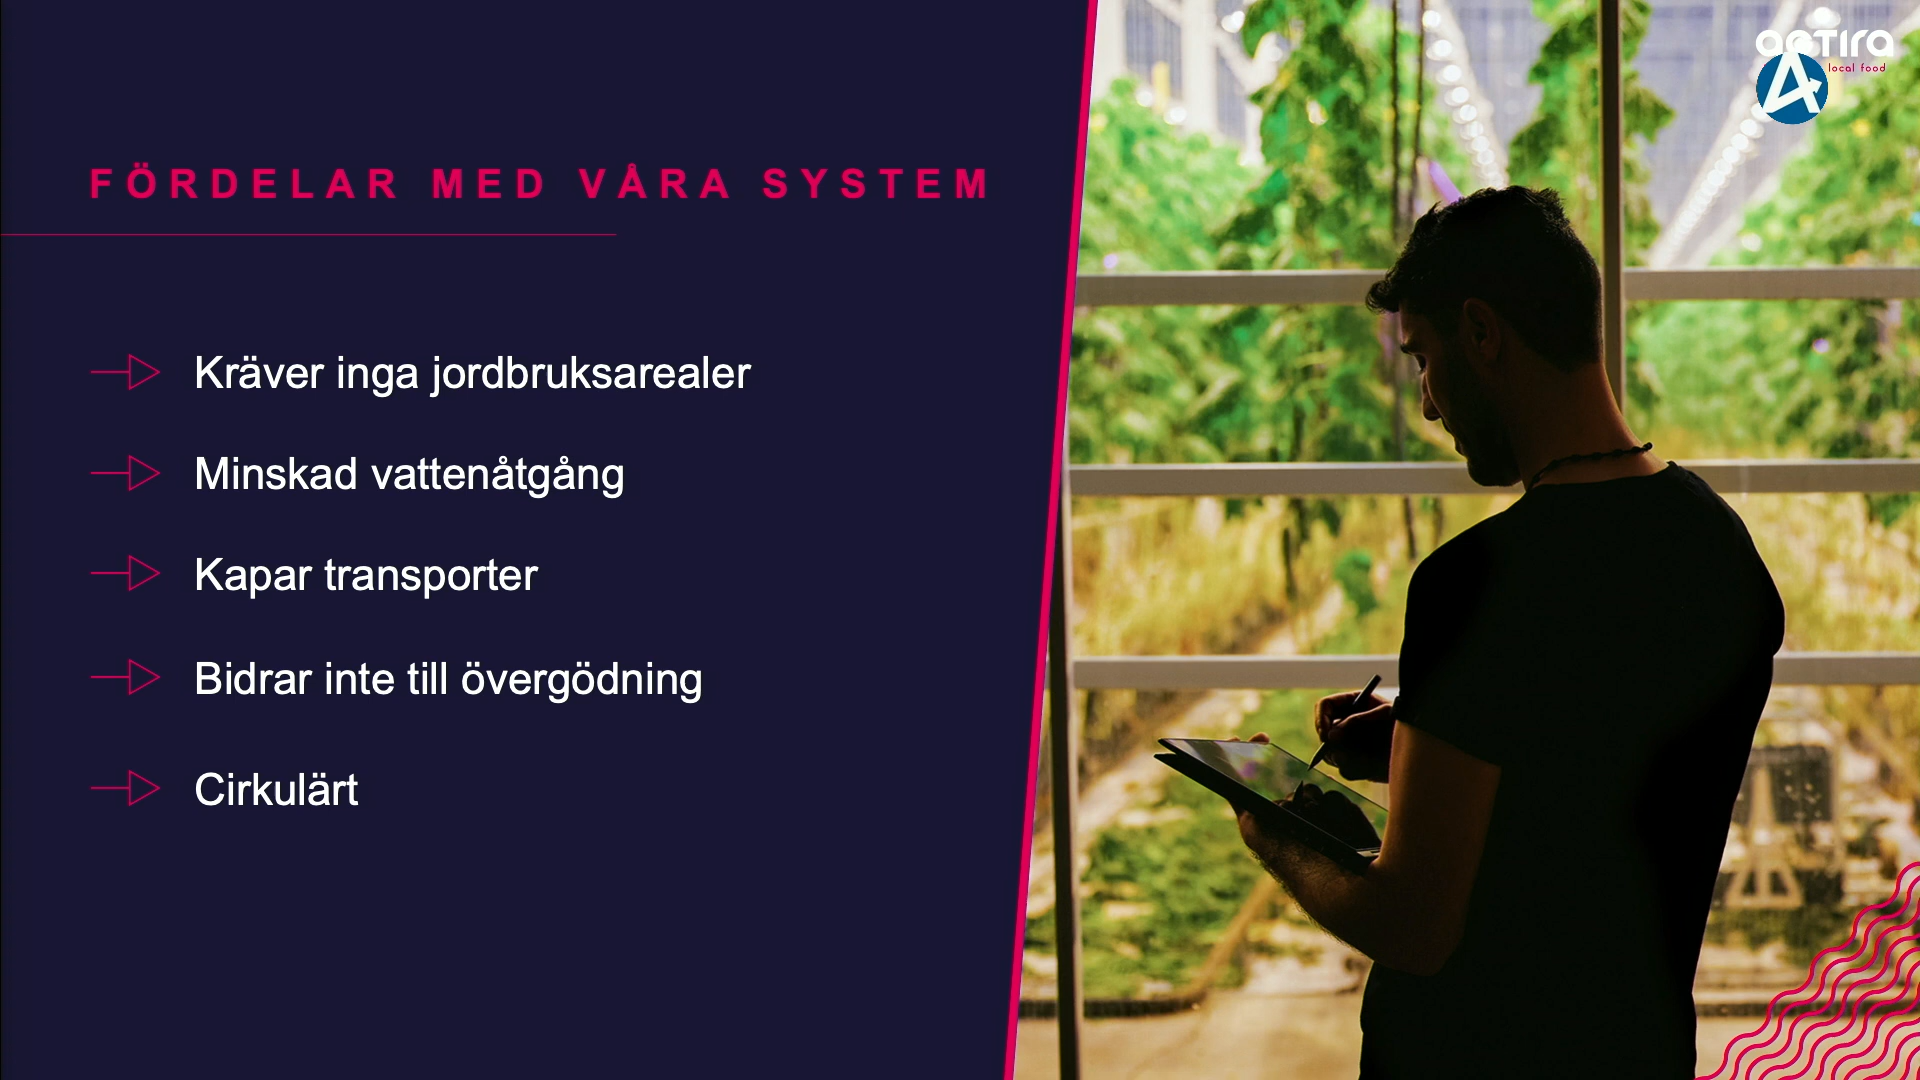 FÖRDELAR MED VÅRA SYSTEM
Kräver inga jordbruksarealer
Minskad vattenåtgång
Kapar transporter
Bidrar inte till övergödning
Cirkulärt
local food